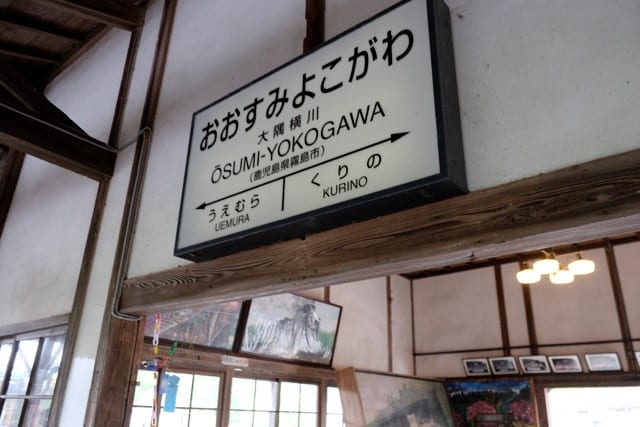 おおすみよこがわ
大隅横川
ŌSUMI-YOKOGAWA
(鹿児島県霧島市)
うえむら
UEMURA
くりの
KURINO